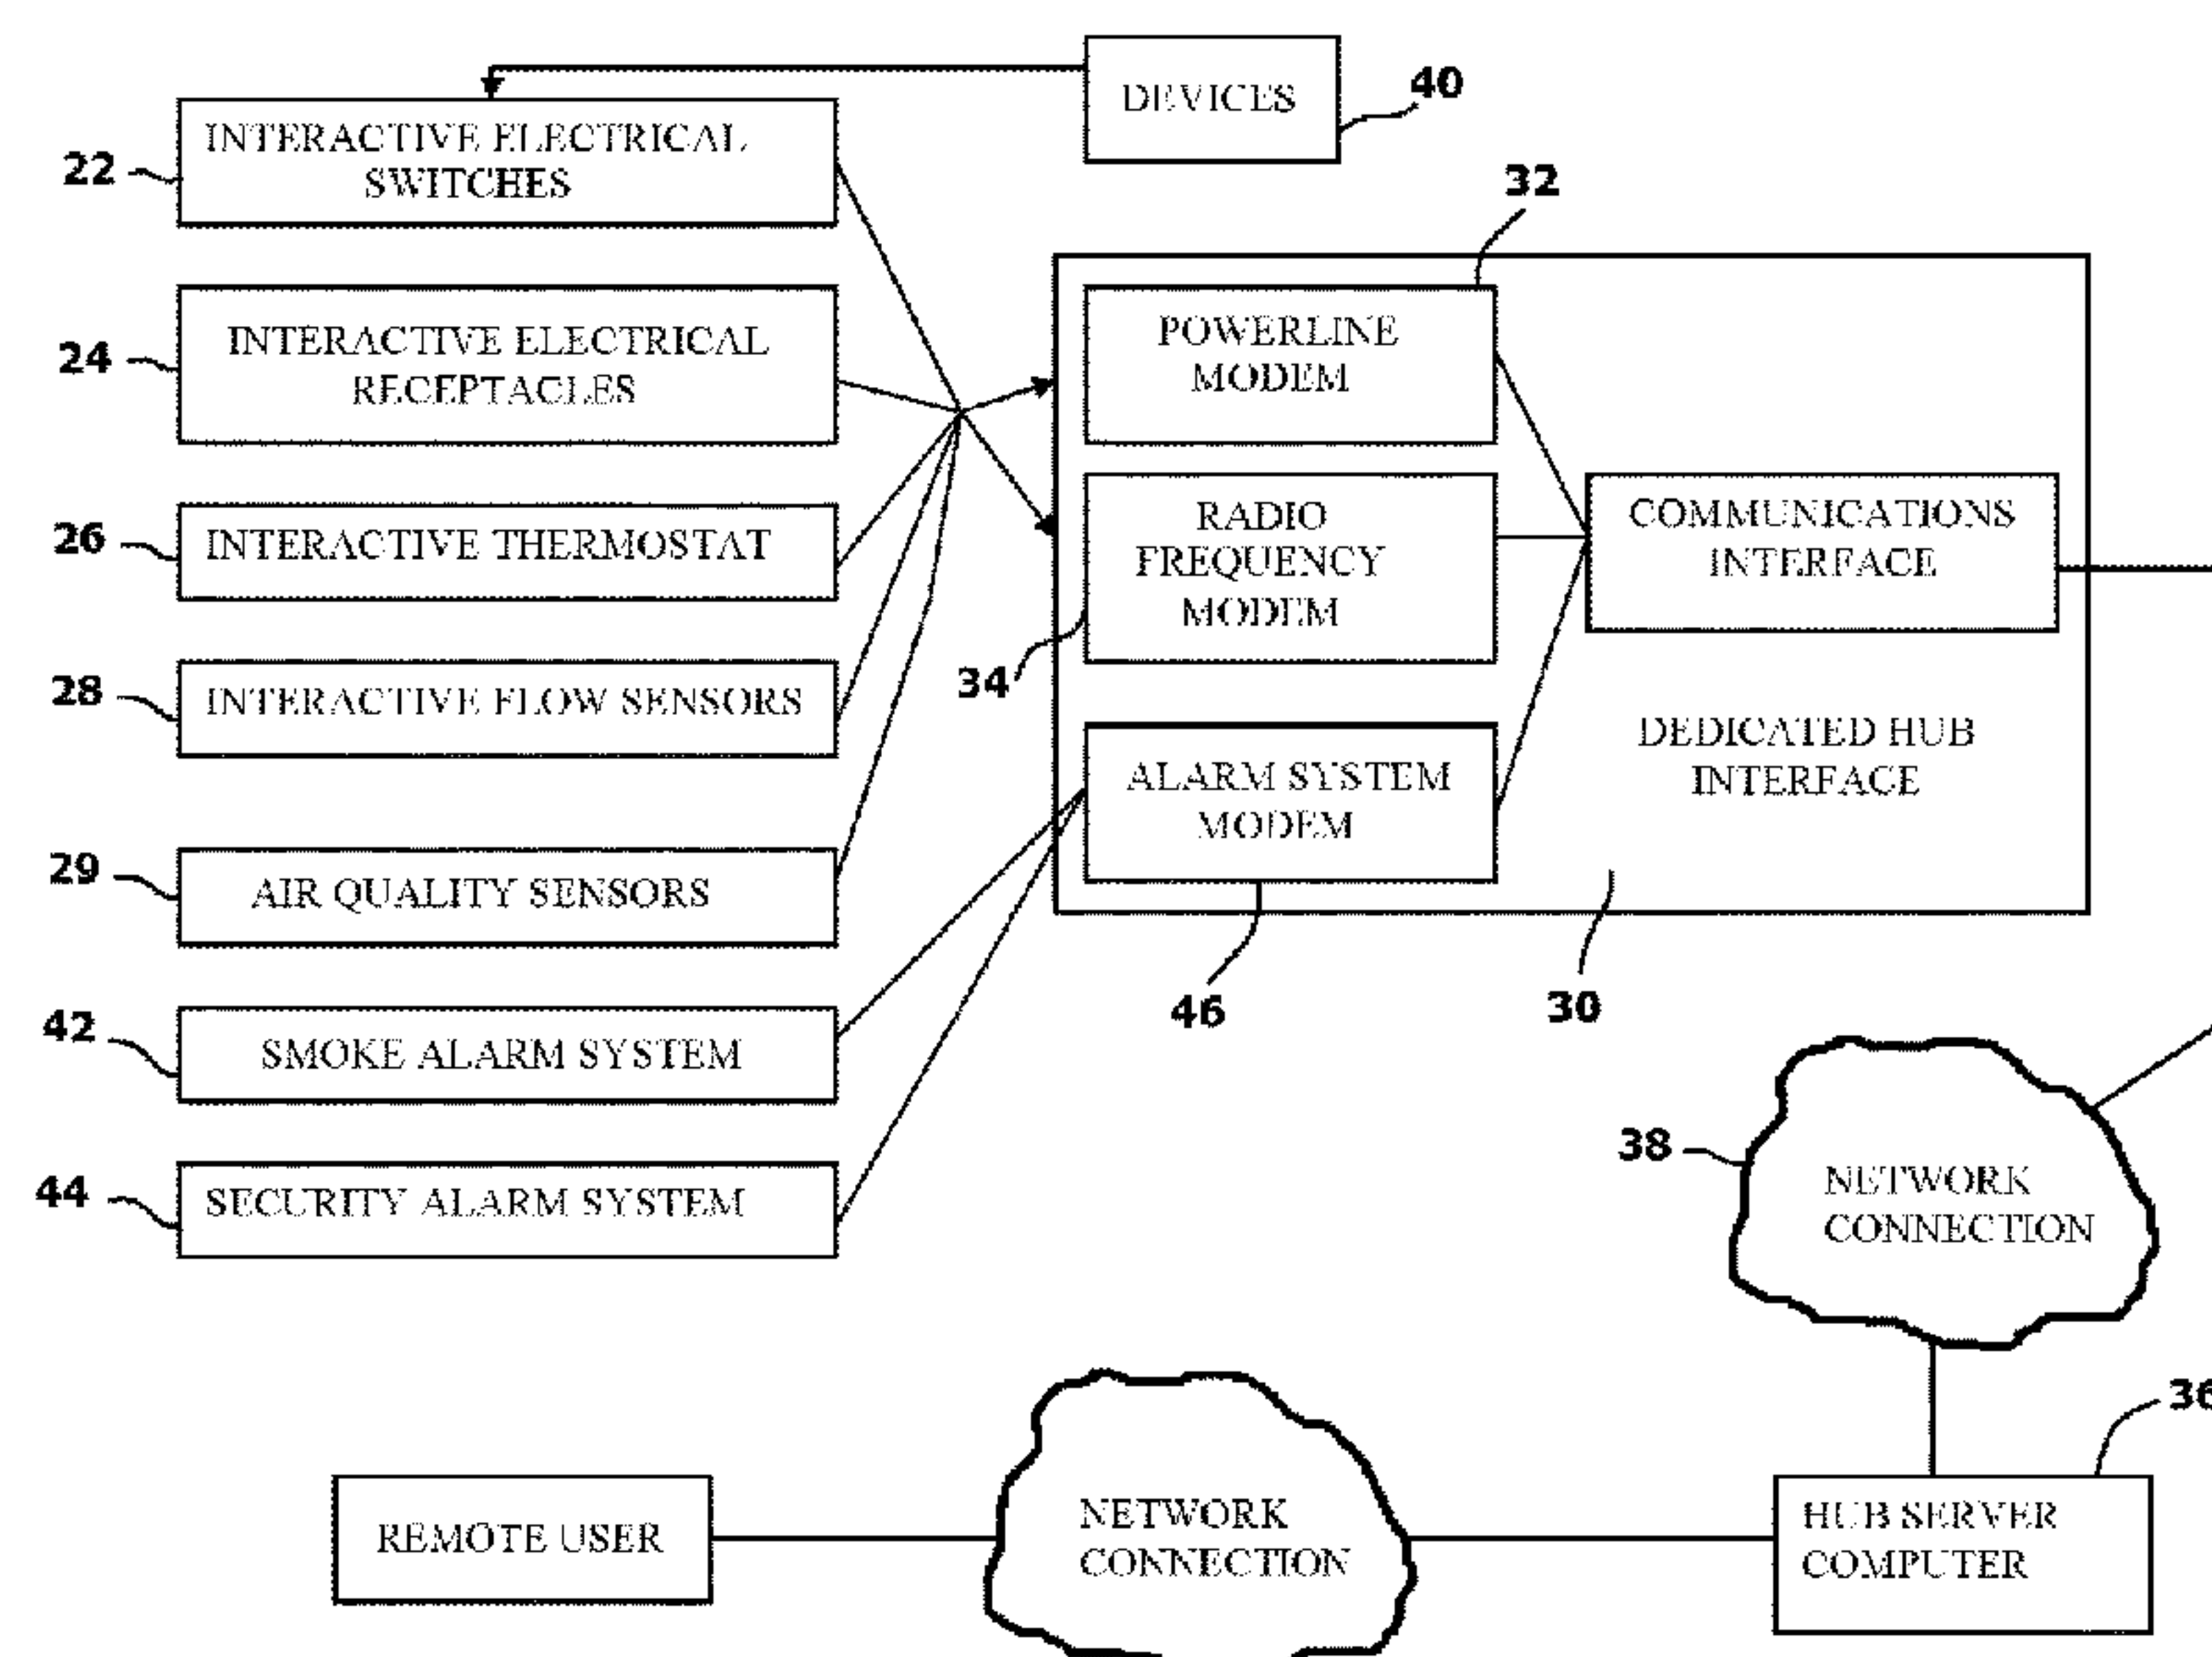 DEVICES
40
INTERACTIVE ELECTRICAL
SWITCHES
22
32
INTERACTIVE ELECTRICAL
RECEPTACLES
24
POWERLINE
MODEM
INTERACTIVE THERMOSTAT
26
RADIO
FREQUENCY
MODEM
34
COMMUNICATIONS
INTERFACE
INTERACTIVE FLOW SENSORS
28
DEDICATED HUB
INTERFACE
ALARM SYSTEM
MODEM
AIR QUALITY SENSORS
29
46
30
SMOKE ALARM SYSTEM
42
SECURITY ALARM SYSTEM
44
38
NETWORK
CONNECTION
36
REMOTE USER
NETWORK
CONNECTION
HUB SERVER
COMPUTER